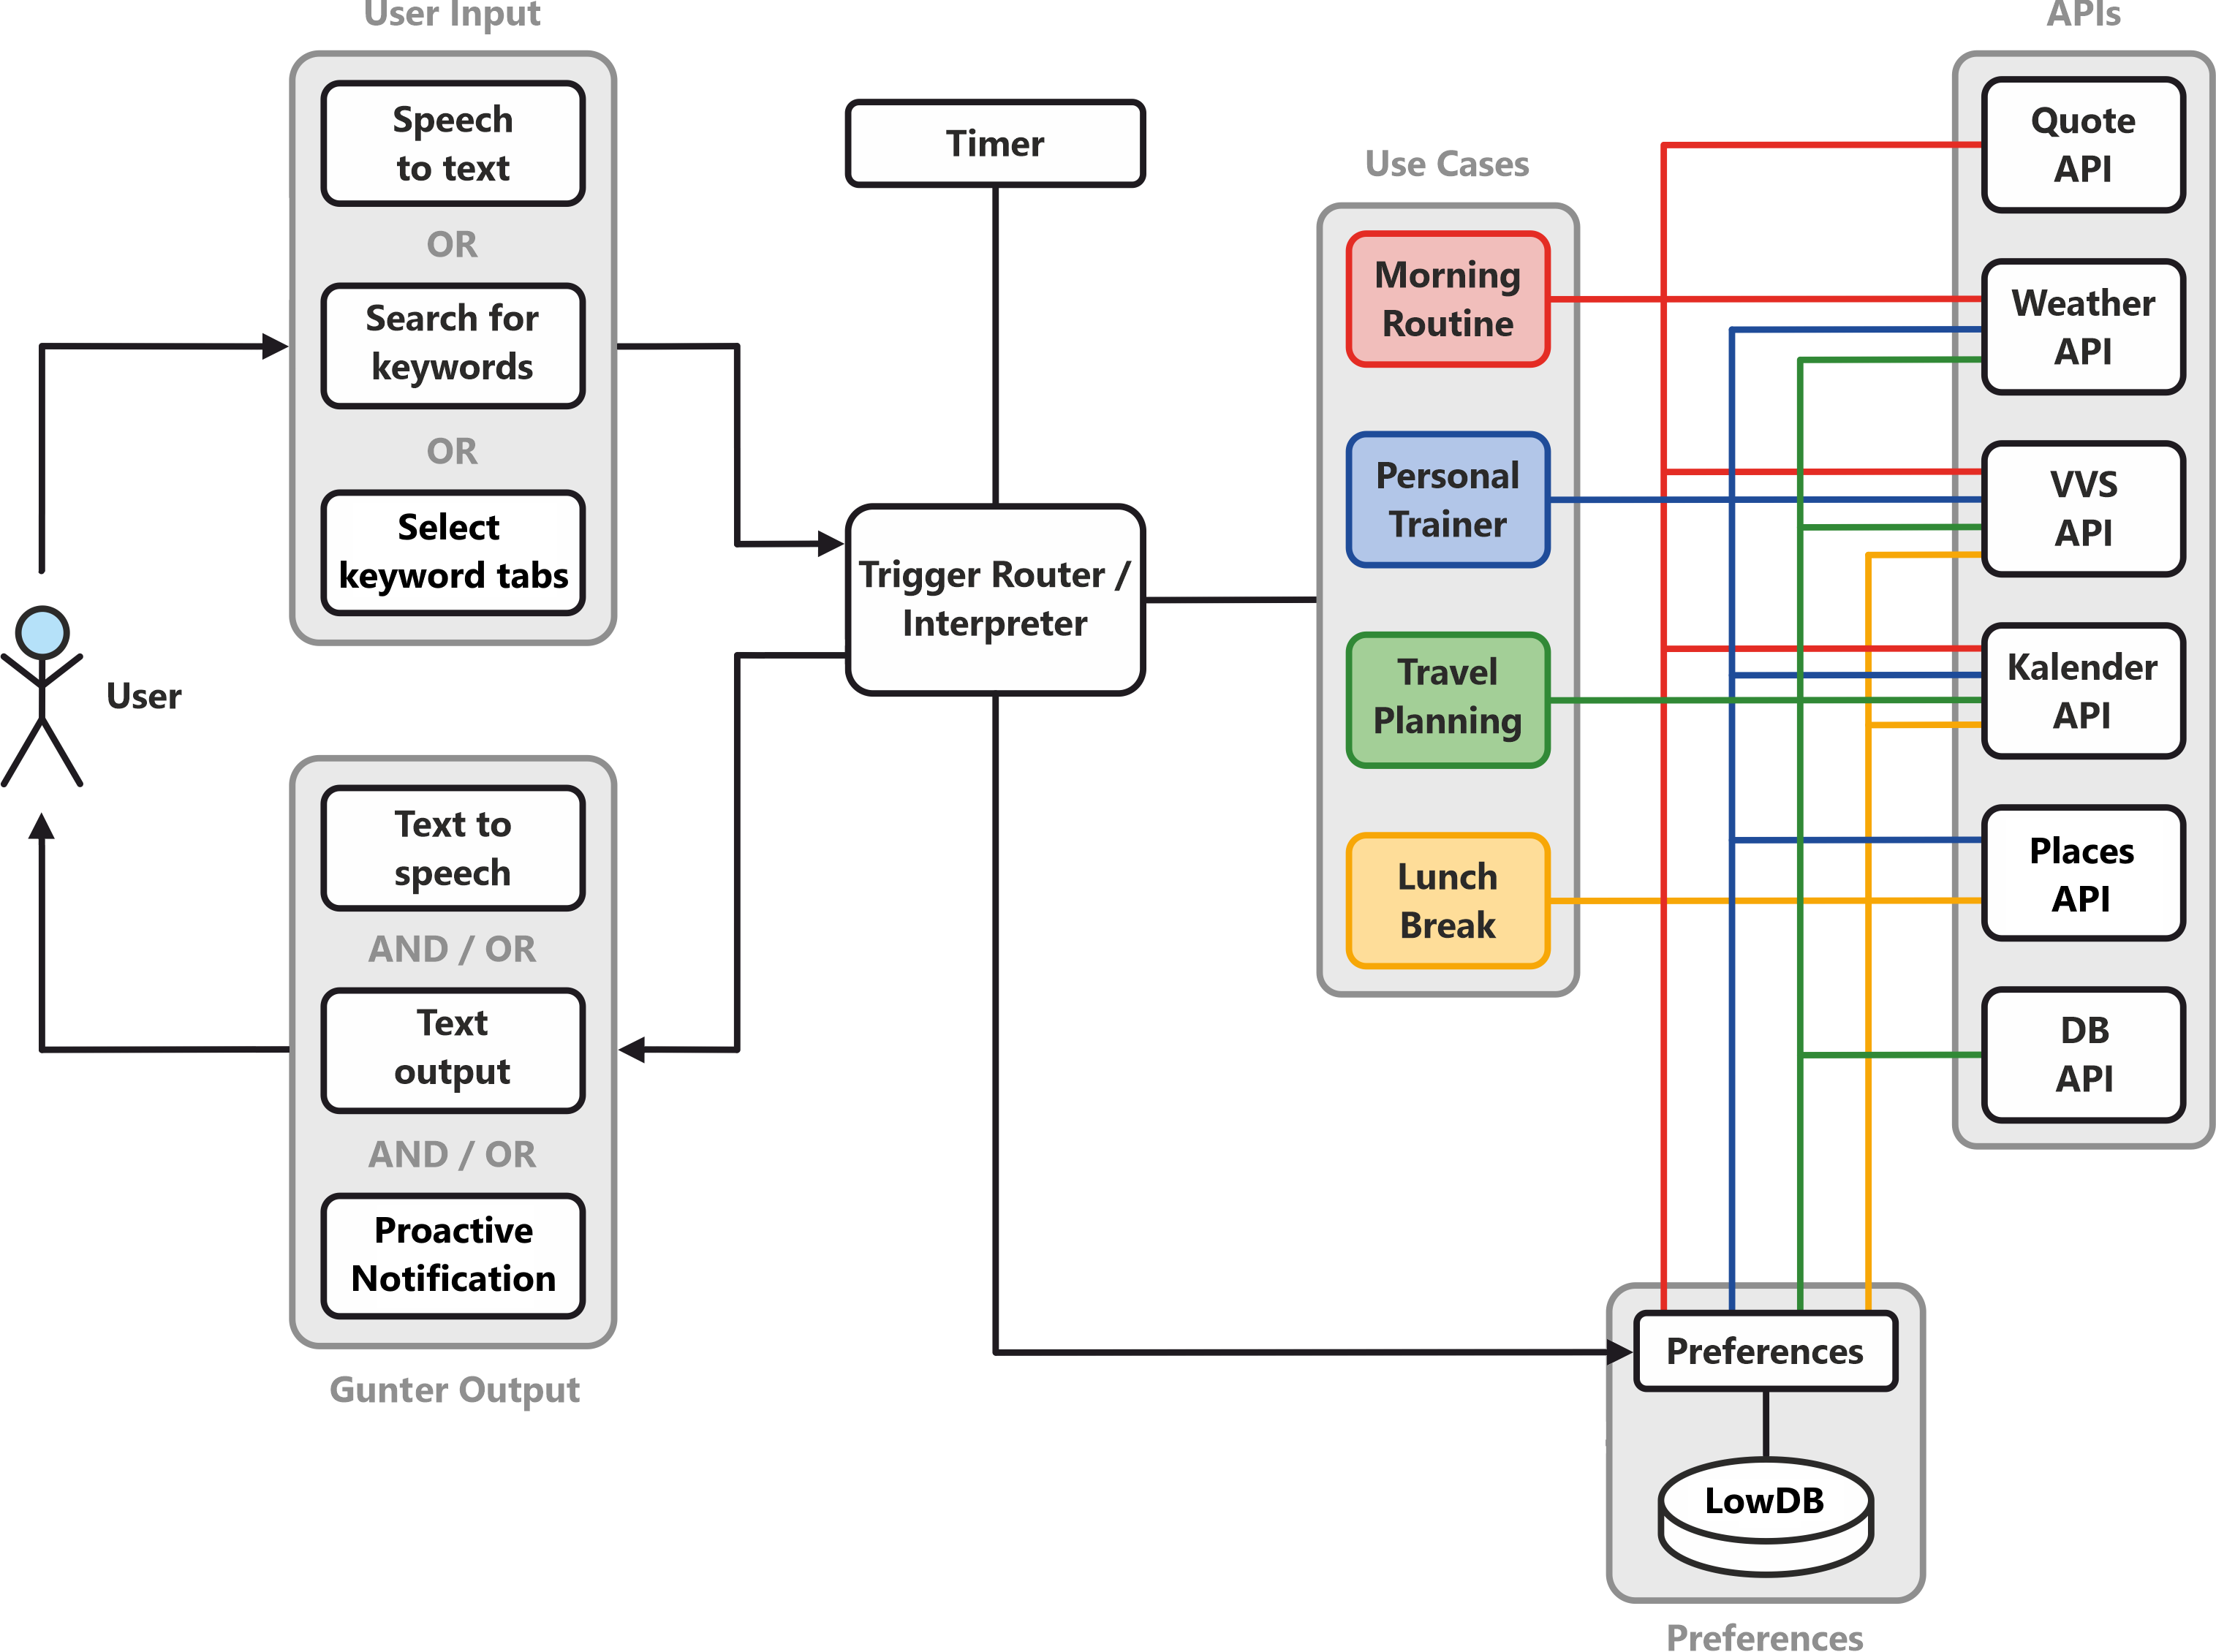 User Input
Speech
to text
OR
Search for
keywords
OR
Select
keyword tabs
User
Text to
speech
AND / OR
Text
output
AND / OR
Proactive
Notification
Gunter Output
Timer
Trigger Router /
Interpreter
Use Cases
Morning
Routine
Personal
Trainer
Travel
Planning
Lunch
Break
APIs
Quote
API
Weather
API
VVS
API
Kalender
API
Places
API
DB
API
Preferences
LowDB
Preferences